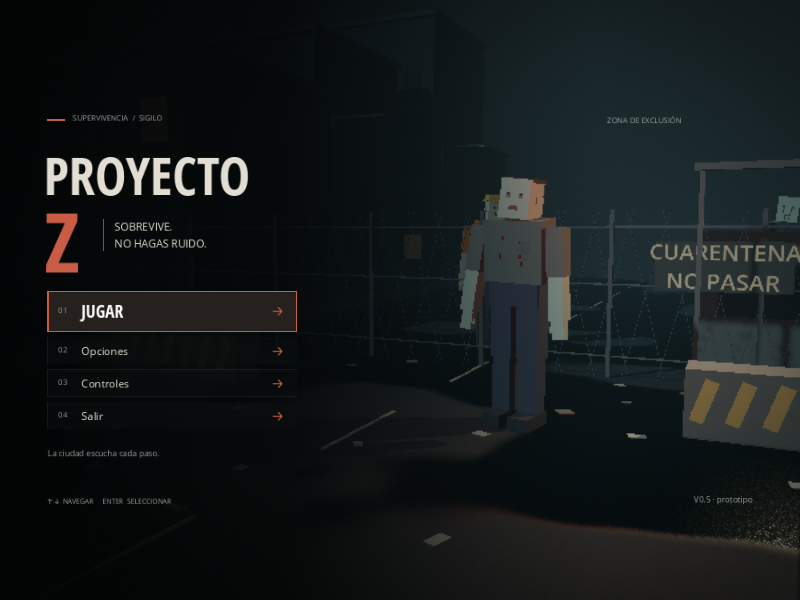 SUPERVIVENCIA / SIGILO
ZONA DE EXCLUSIÓN
PROYECTO
Z
SOBREVIVE.
NO HAGAS RUIDO.
CUARENTENA
NO PASAR
01 JUGAR →
02 Opciones →
03 Controles →
04 Salir →
La ciudad escucha cada paso.
↑ ↓ NAVEGAR ENTER SELECCIONAR
V0.5 · prototipo